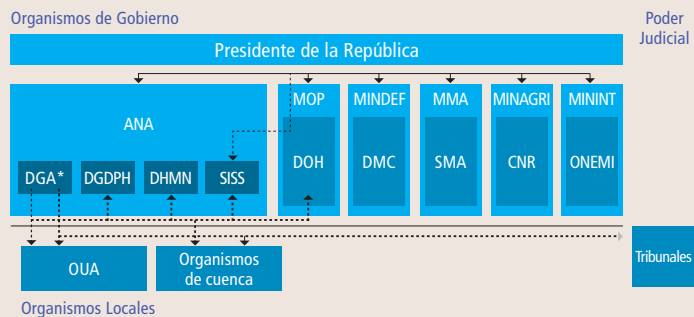 Organismos de Gobierno
Poder
Judicial
Presidente de la República
ANA
MOP
MINDEF
MMA
MINAGRI
MININT
DGA*
DGDPH
DHMN
SISS
DOH
DMC
SMA
CNR
ONEMI
OUA
Organismos
de cuenca
Tribunales
Organismos Locales